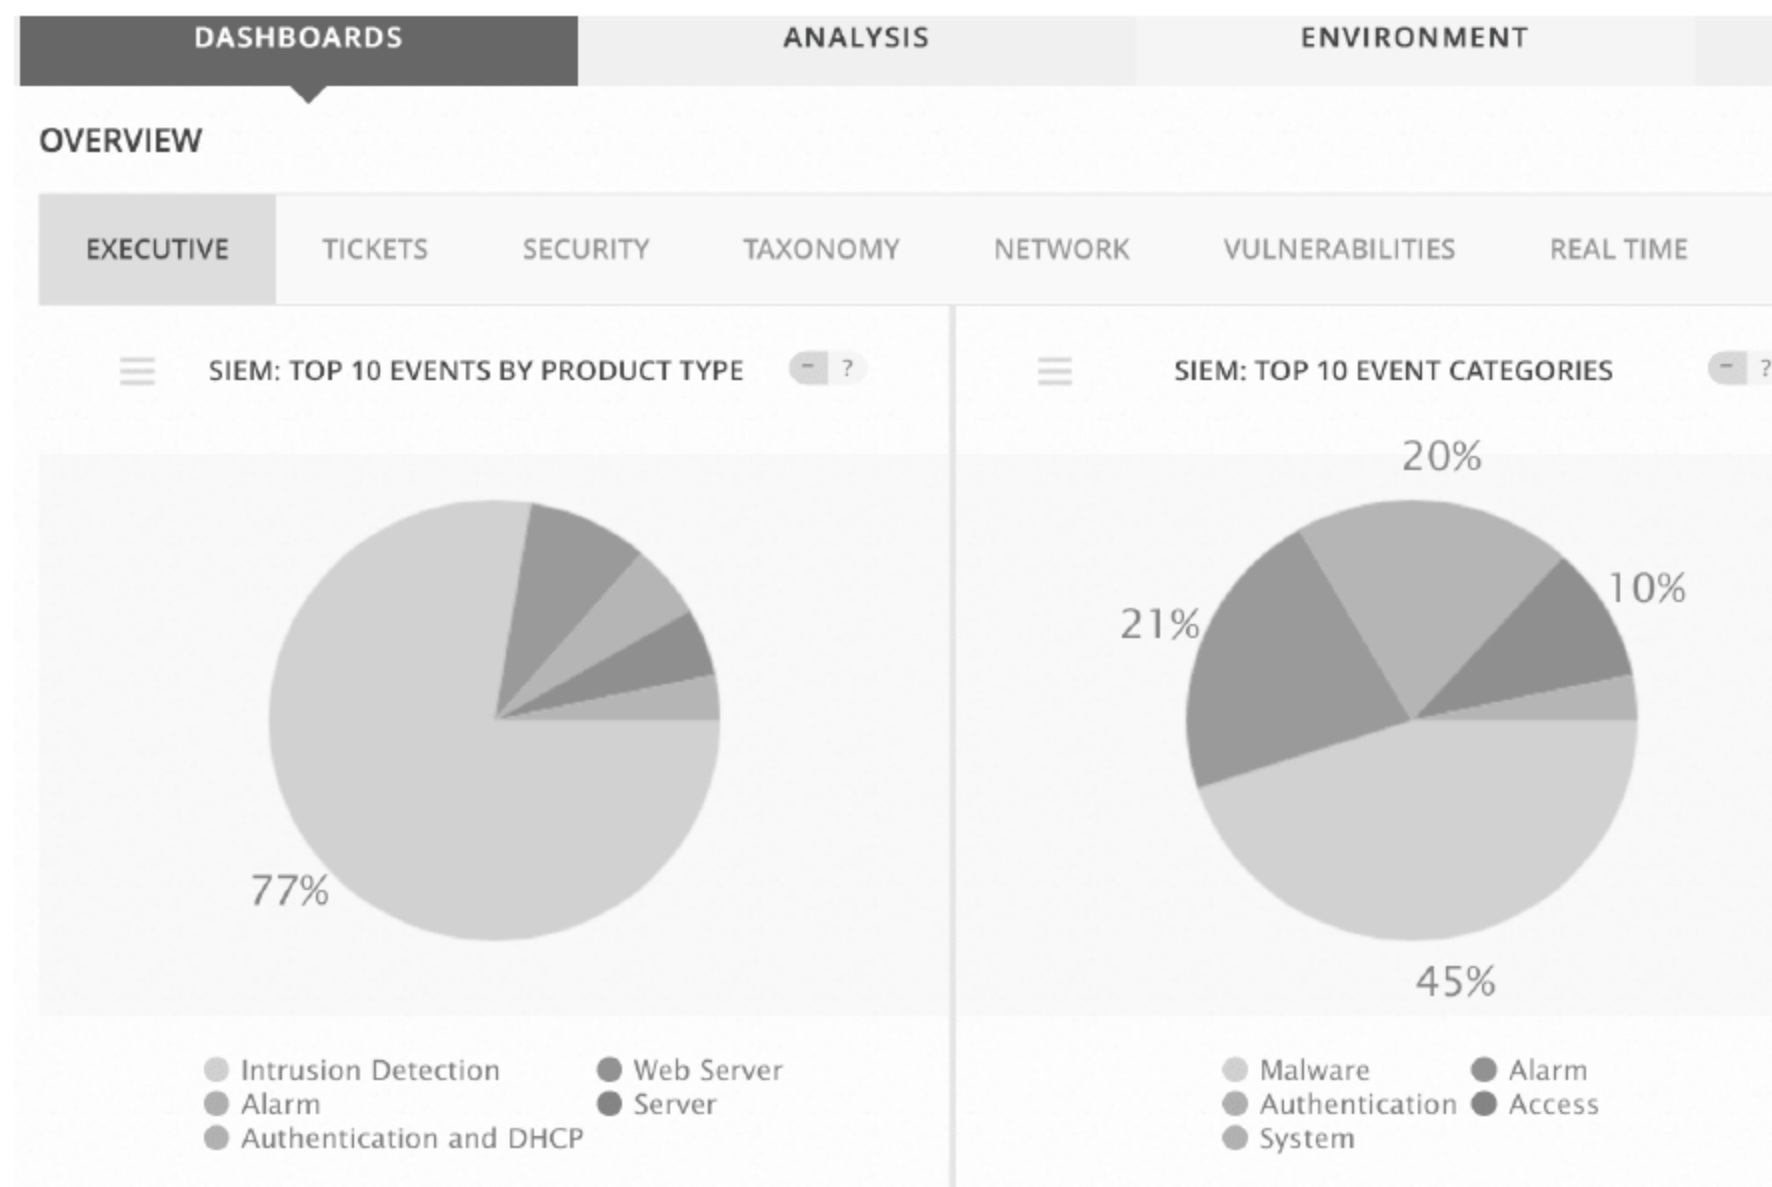 DASHBOARDS ANALYSIS ENVIRONMENT
OVERVIEW
EXECUTIVE TICKETS SECURITY TAXONOMY NETWORK VULNERABILITIES REAL TIME
SIEM: TOP 10 EVENTS BY PRODUCT TYPE - ?
77%
Intrusion Detection Web Server
Alarm Server
Authentication and DHCP
SIEM: TOP 10 EVENT CATEGORIES - ?
20%
10%
21%
45%
Malware Alarm
Authentication Access
System